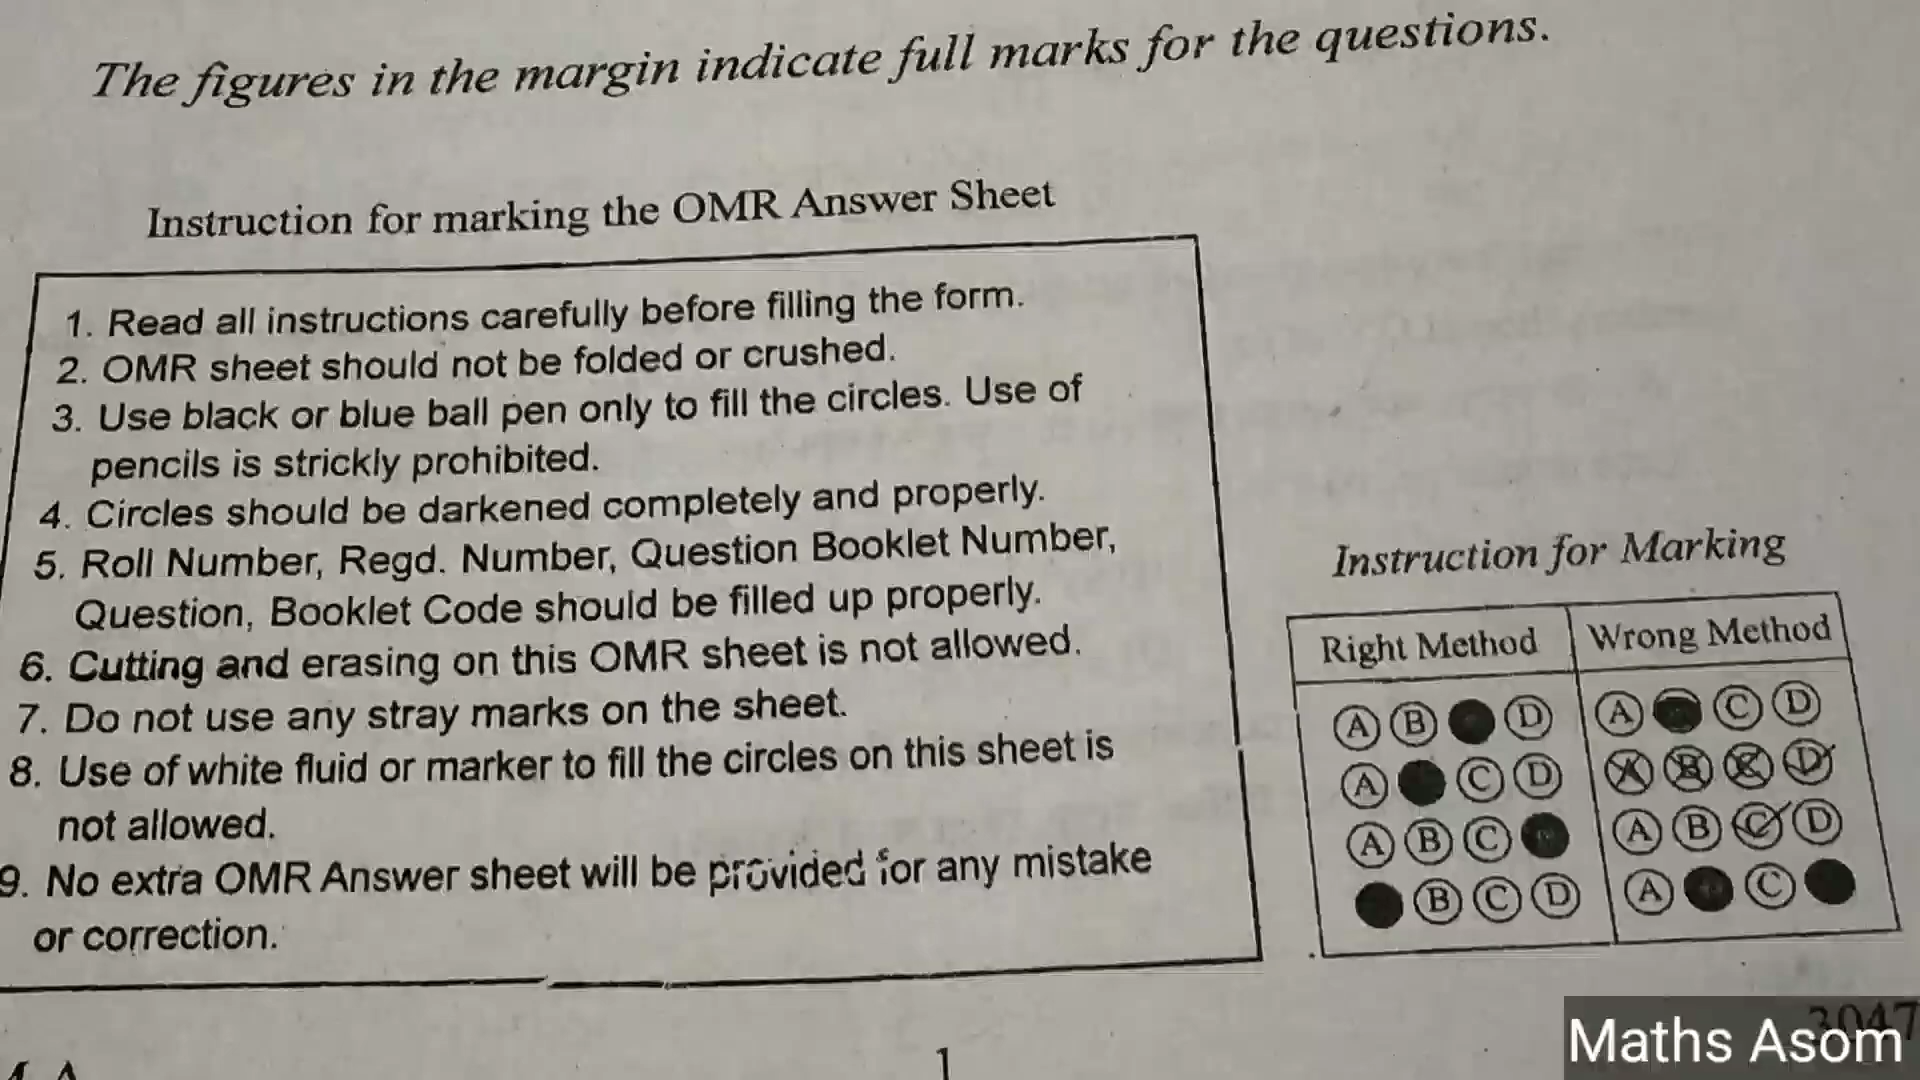 The figures in the margin indicate full marks for the questions.
Instruction for marking the OMR Answer Sheet
1. Read all instructions carefully before filling the form.
2. OMR sheet should not be folded or crushed.
3. Use black or blue ball pen only to fill the circles. Use of
pencils is strickly prohibited.
4. Circles should be darkened completely and properly.
5. Roll Number, Regd. Number, Question Booklet Number,
Question, Booklet Code should be filled up properly.
6. Cutting and erasing on this OMR sheet is not allowed.
7. Do not use any stray marks on the sheet.
8. Use of white fluid or marker to fill the circles on this sheet is
not allowed.
9. No extra OMR Answer sheet will be provided for any mistake
or correction.
Instruction for Marking
Right Method Wrong Method
A B D A C D
A C D A B C D
A B C A B C D
B C D A C
1
3047
Maths Asom